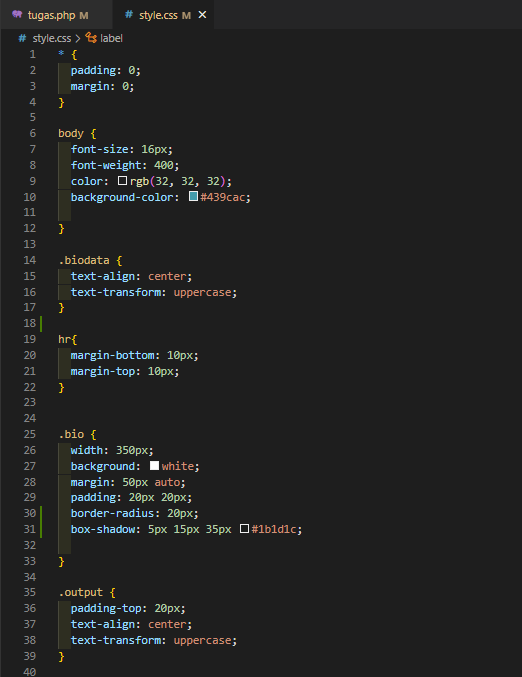 tugas.php M
# style.css M ×
# style.css > label
1 * {
2 padding: 0;
3 margin: 0;
4 }
5
6 body {
7 font-size: 16px;
8 font-weight: 400;
9 color: rgb(32, 32, 32);
10 background-color: #439cac;
11
12 }
13
14 .biodata {
15 text-align: center;
16 text-transform: uppercase;
17 }
18
19 hr{
20 margin-bottom: 10px;
21 margin-top: 10px;
22 }
23
24
25 .bio {
26 width: 350px;
27 background: white;
28 margin: 50px auto;
29 padding: 20px 20px;
30 border-radius: 20px;
31 box-shadow: 5px 15px 35px #1b1d1c;
32
33 }
34
35 .output {
36 padding-top: 20px;
37 text-align: center;
38 text-transform: uppercase;
39 }
40